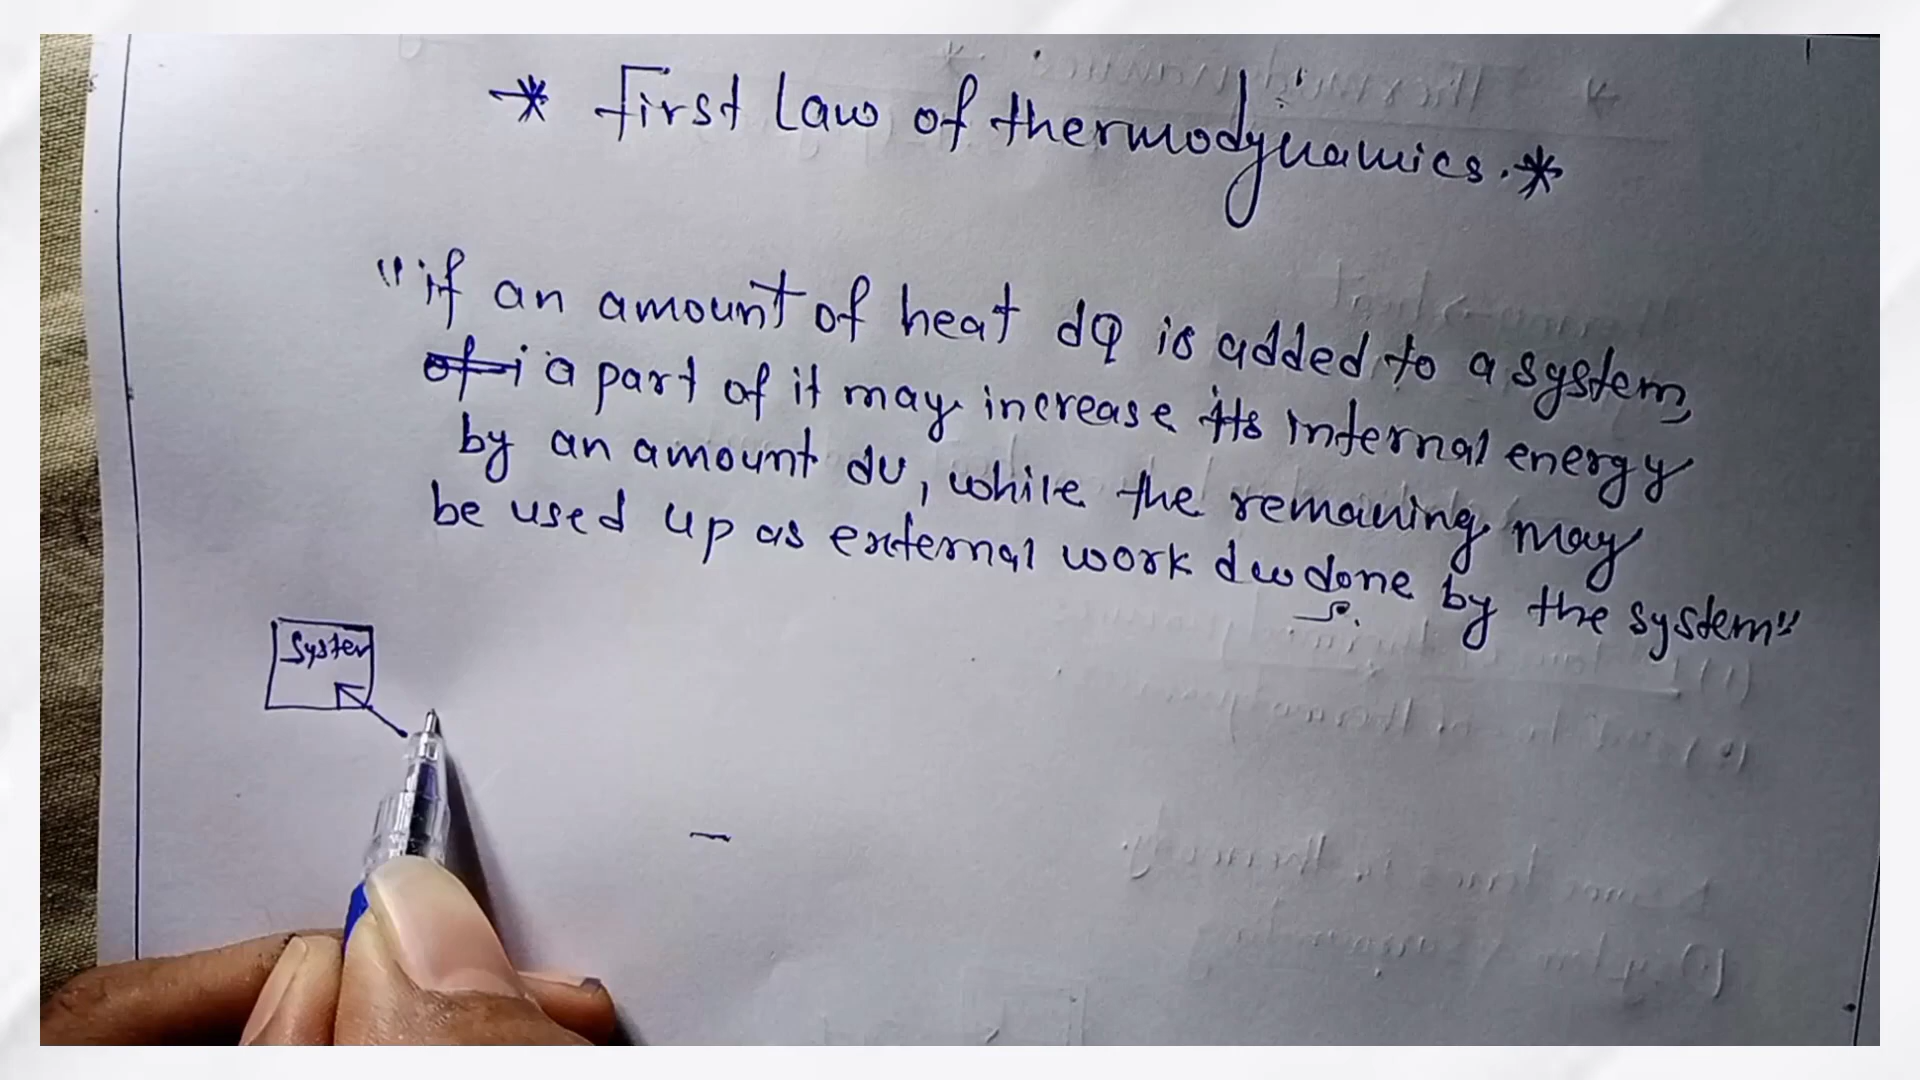 * First Law of thermodynamics. *
"if an amount of heat dQ is added to a system,
a part of it may increase its internal energy
by an amount du, while the remaining may
be used up as external work dw done by the system"
System